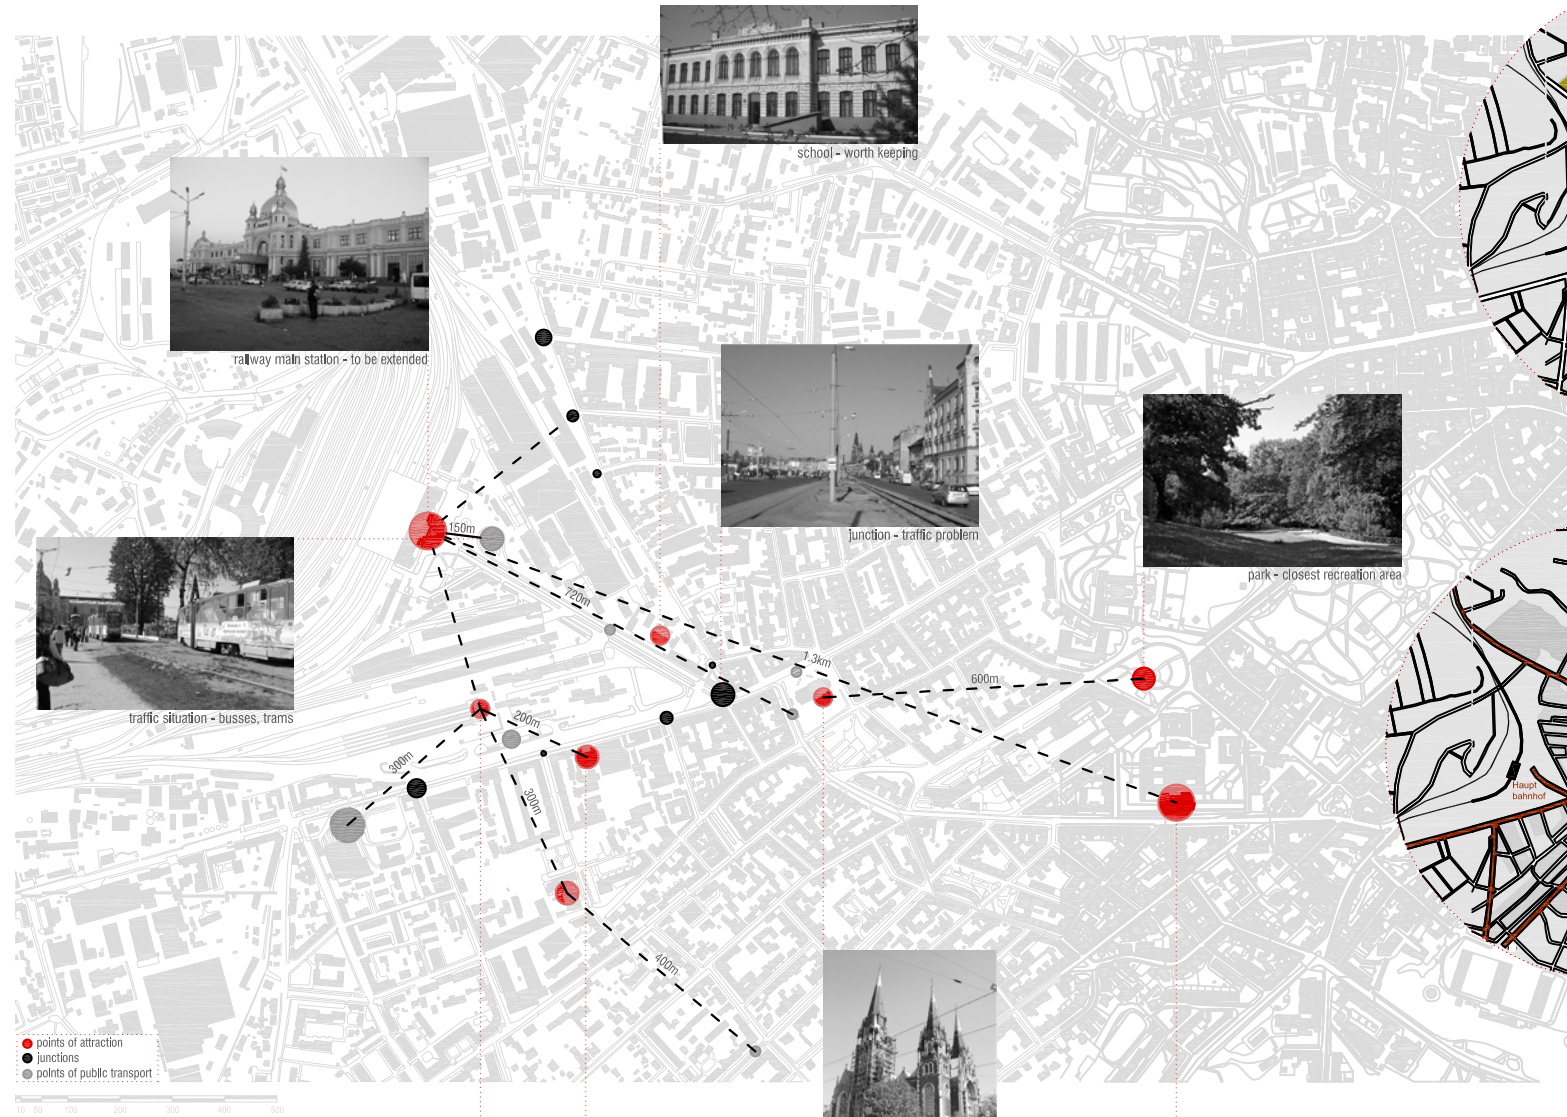 school - worth keeping
railway main station - to be extended
junction - traffic problem
park - closest recreation area
traffic situation - busses, trams
150m
720m
1.3km
600m
200m
300m
300m
400m
Haupt
bahnhof
points of attraction
junctions
points of public transport
10 50 100 200 300 400 500